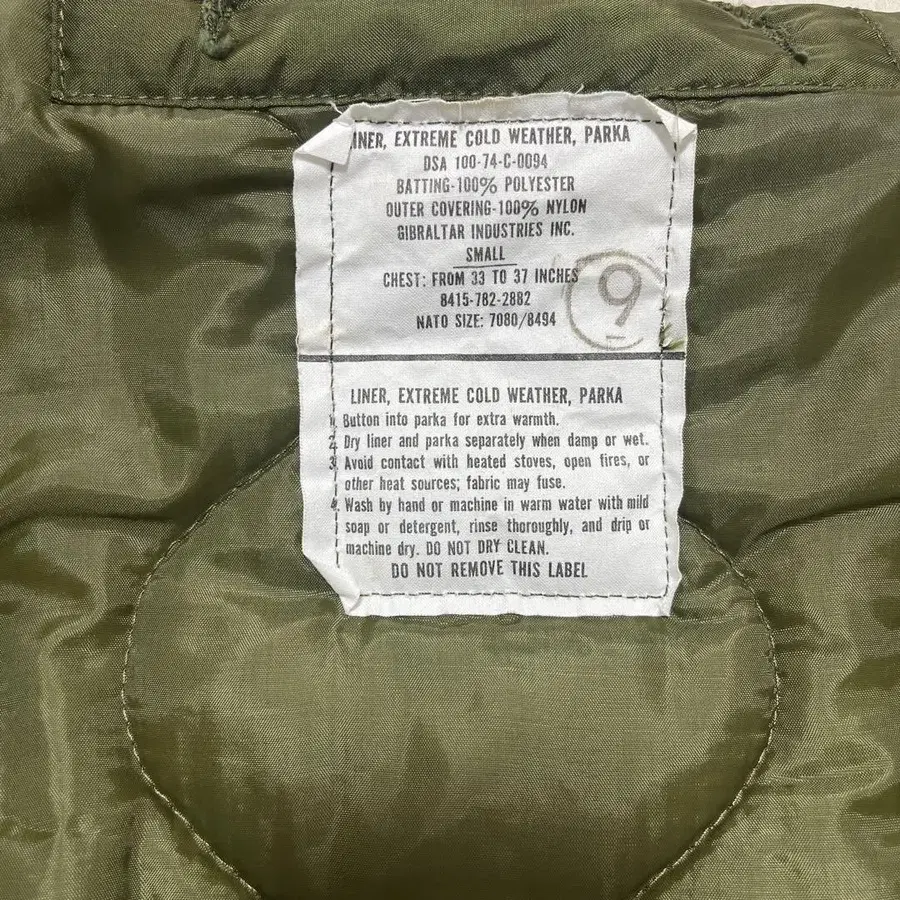 INER, EXTREME COLD WEATHER, PARKA
DSA 100-74-C-0094
BATTING-100% POLYESTER
OUTER COVERING-100% NYLON
GIBRALTAR INDUSTRIES INC.
SMALL
CHEST: FROM 33 TO 37 INCHES
8415-782-2882
NATO SIZE: 7080/8494
9
LINER, EXTREME COLD WEATHER, PARKA
1. Button into parka for extra warmth.
2. Dry liner and parka separately when damp or wet.
3. Avoid contact with heated stoves, open fires, or
other heat sources; fabric may fuse.
4. Wash by hand or machine in warm water with mild
soap or detergent, rinse thoroughly, and drip or
machine dry. DO NOT DRY CLEAN.
DO NOT REMOVE THIS LABEL